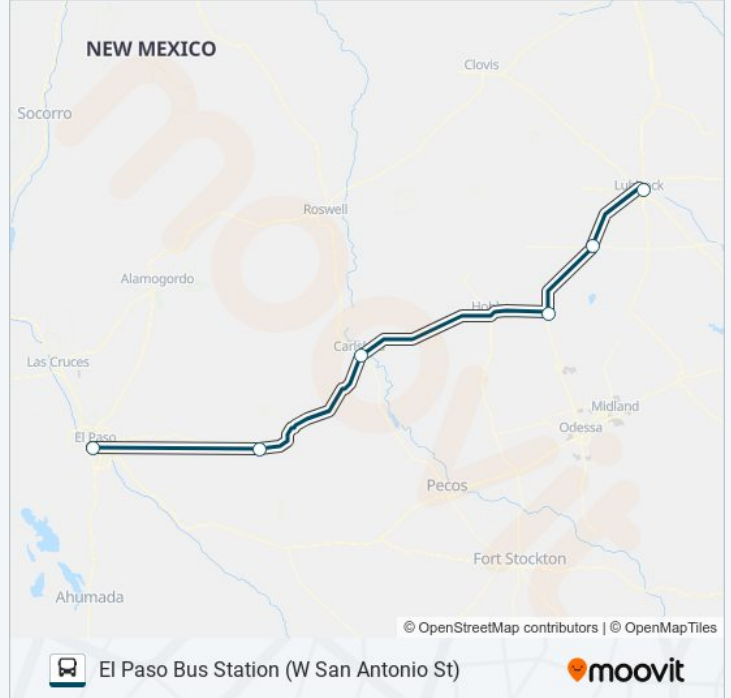 NEW MEXICO
Clovis
Socorro
Roswell
Alamogordo
Las Cruces
El Paso
Midland
Odessa
Pecos
Fort Stockton
Ahumada
© OpenStreetMap contributors | © OpenMapTiles
El Paso Bus Station (W San Antonio St)
moovit
moovit